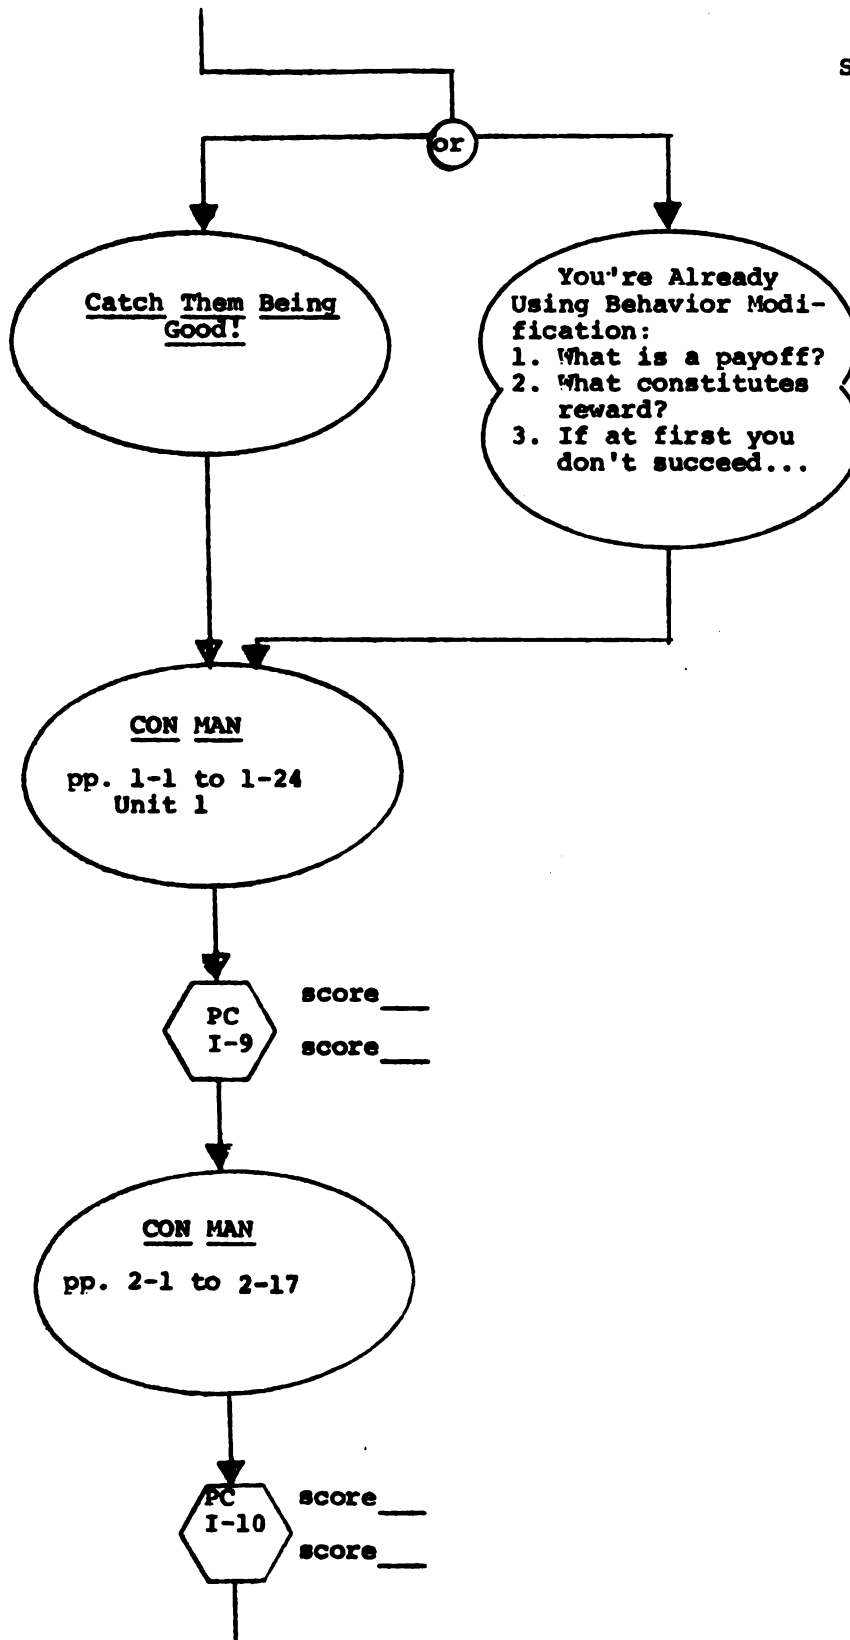 S
or
Catch Them Being
Good!
You're Already
Using Behavior Modi-
fication:
1. What is a payoff?
2. What constitutes
reward?
3. If at first you
don't succeed...
CON MAN
pp. 1-1 to 1-24
Unit 1
PC
I-9
score___
score___
CON MAN
pp. 2-1 to 2-17
PC
I-10
score___
score___